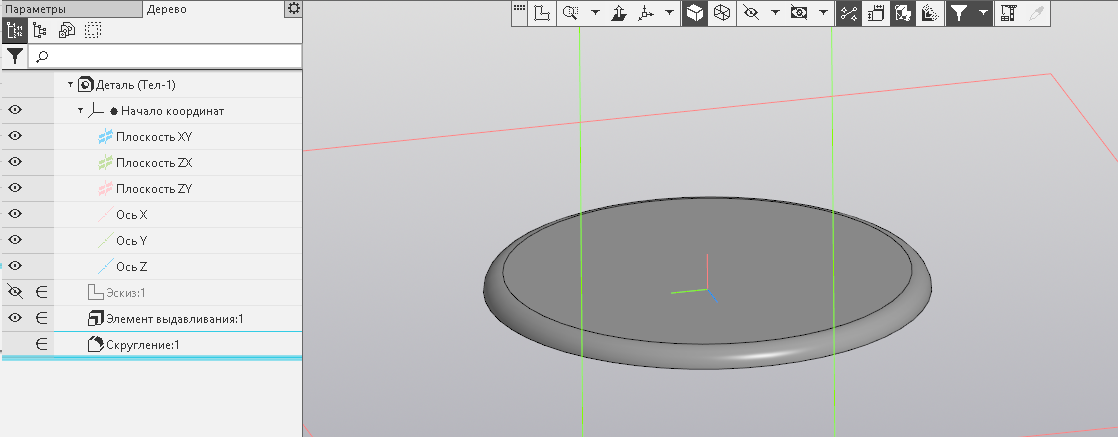 Параметры
Дерево
Деталь (Тел-1)
Начало координат
Плоскость XY
Плоскость ZX
Плоскость ZY
Ось X
Ось Y
Ось Z
Эскиз:1
Элемент выдавливания:1
Скругление:1